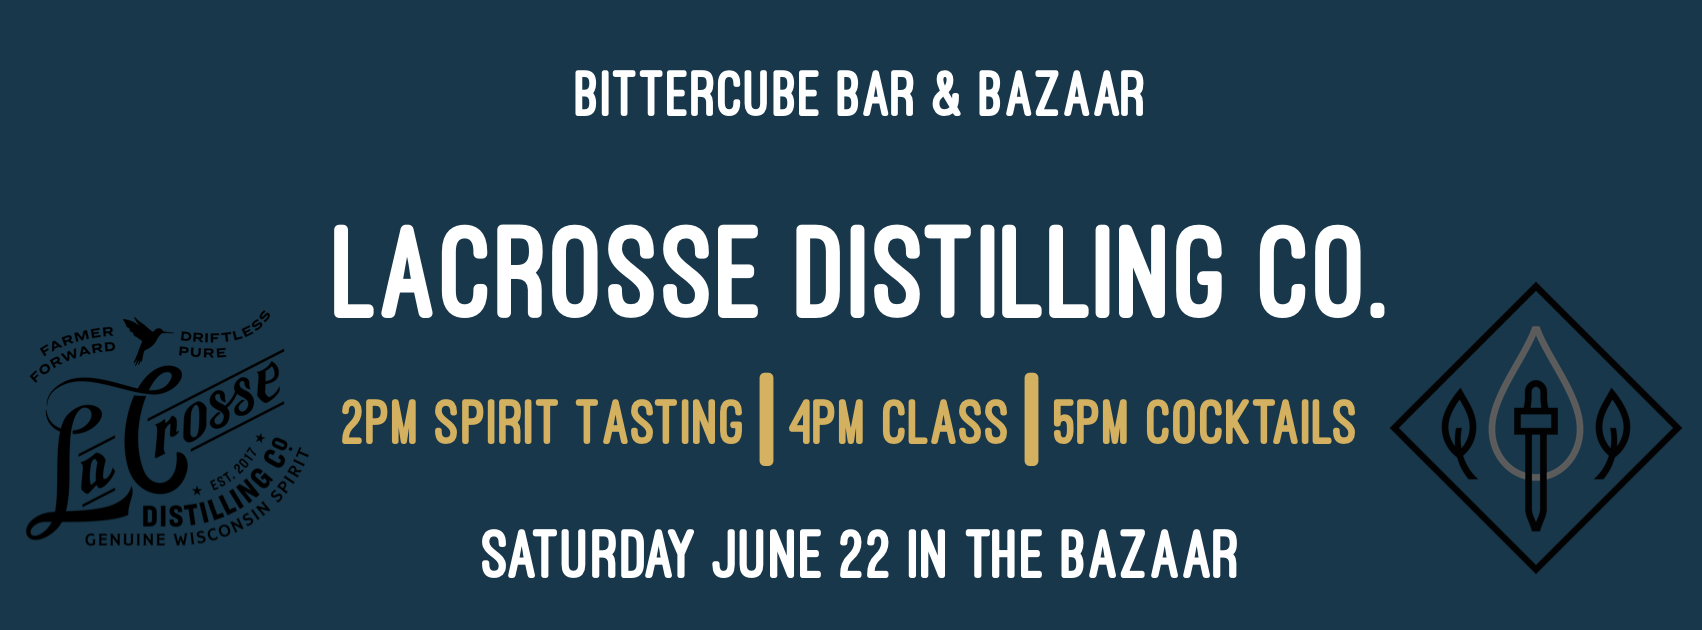 BITTERCUBE BAR & BAZAAR
LACROSSE DISTILLING CO.
2PM SPIRIT TASTING | 4PM CLASS | 5PM COCKTAILS
SATURDAY JUNE 22 IN THE BAZAAR
FARMER FORWARD
DRIFTLESS PURE
La Crosse
EST. 2017
DISTILLING CO.
GENUINE WISCONSIN SPIRIT